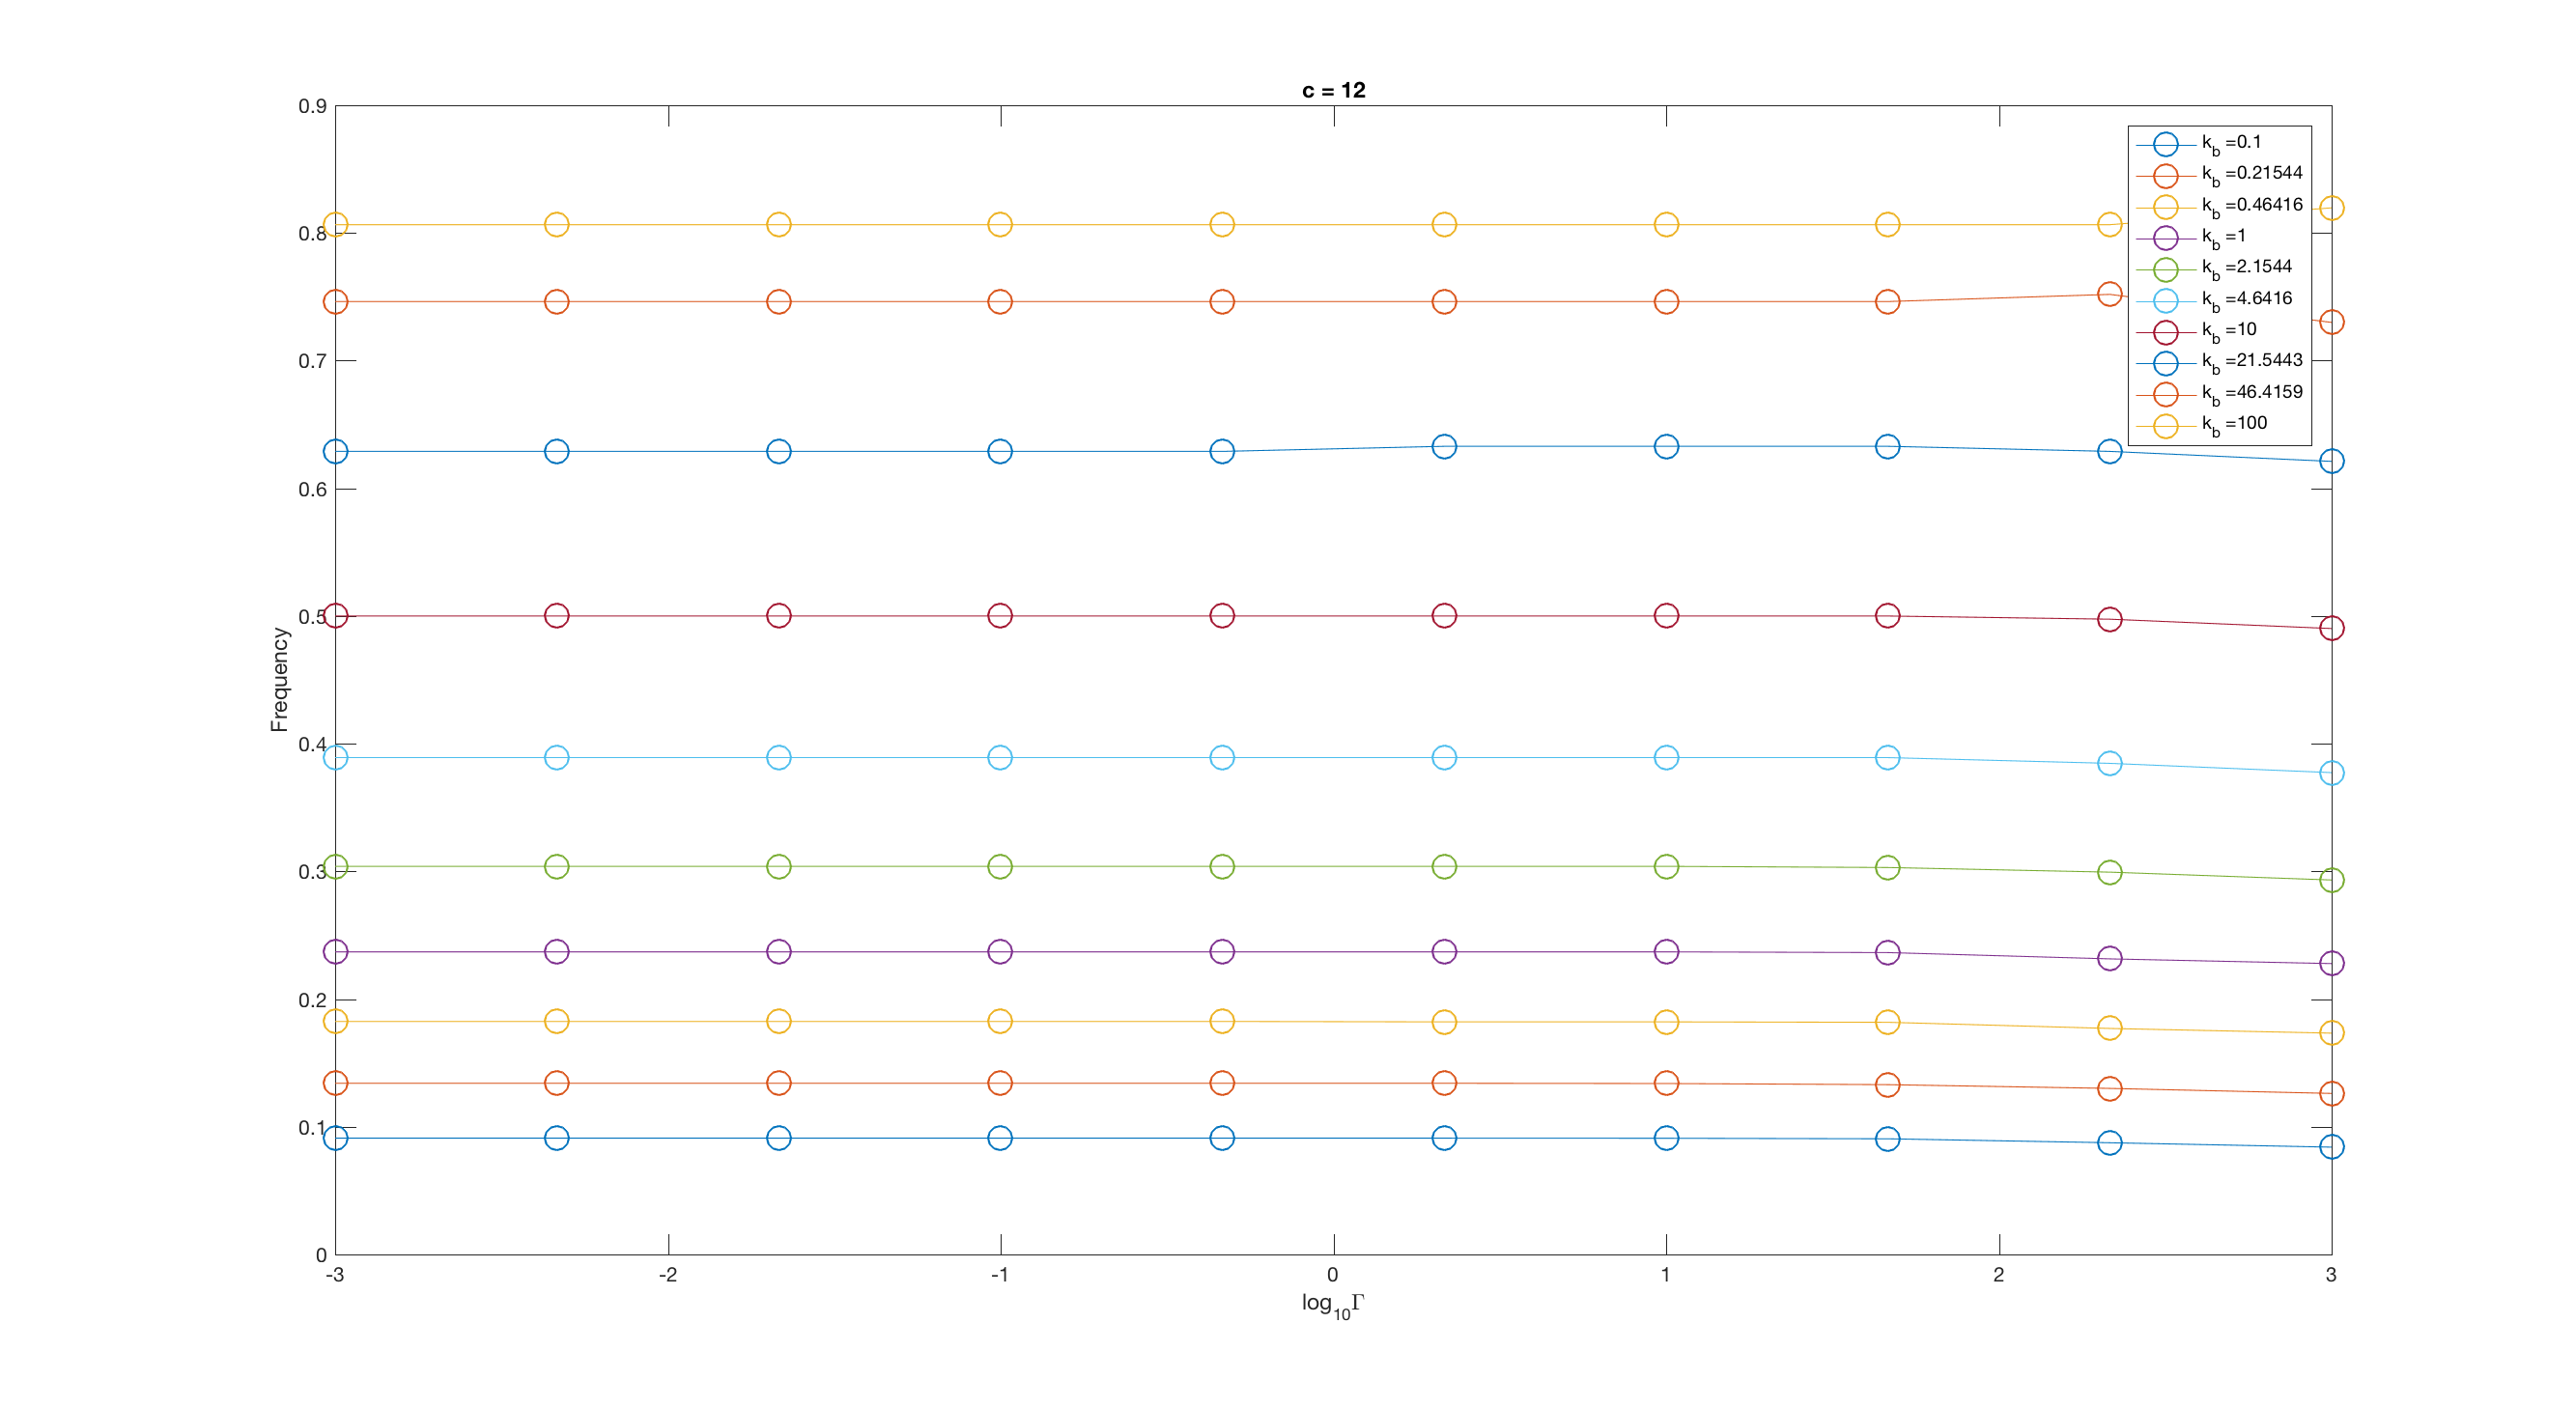 c = 12
0.9
0.8
0.7
0.6
0.5
0.4
0.3
0.2
0.1
0
Frequency
-3 -2 -1 0 1 2 3
log10Γ
kb =0.1
kb =0.21544
kb =0.46416
kb =1
kb =2.1544
kb =4.6416
kb =10
kb =21.5443
kb =46.4159
kb =100